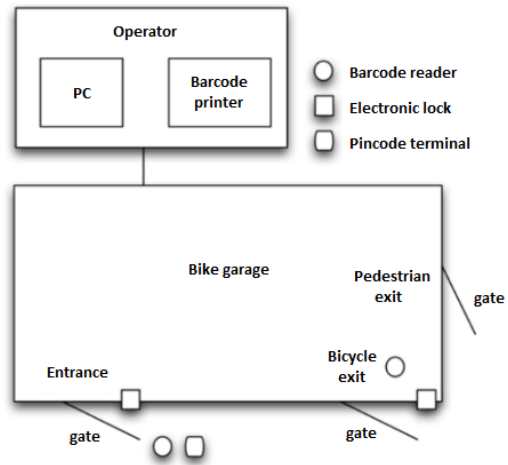 Operator
PC
Barcode
printer
Barcode reader
Electronic lock
Pincode terminal
Bike garage
Pedestrian
exit
gate
Entrance
Bicycle
exit
gate
gate